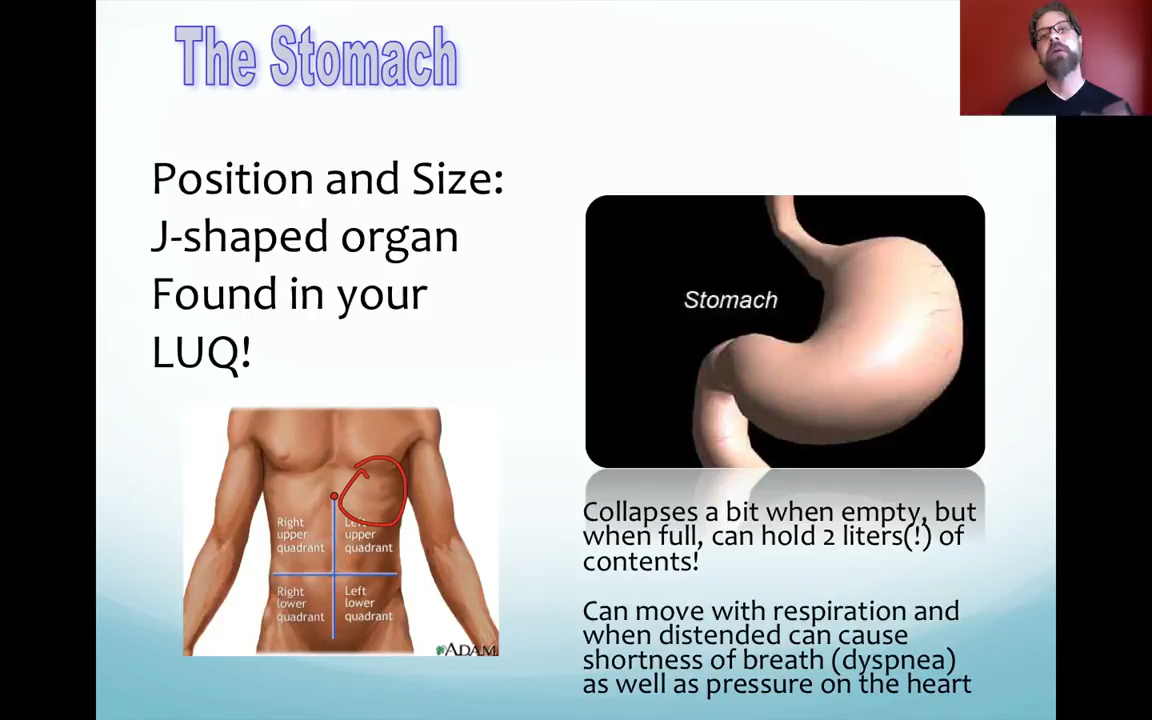 The Stomach
Position and Size:
J-shaped organ
Found in your
LUQ!
Stomach
Right
upper
quadrant
Left
upper
quadrant
Right
lower
quadrant
Left
lower
quadrant
ADAM
Collapses a bit when empty, but
when full, can hold 2 liters(!) of
contents!
Can move with respiration and
when distended can cause
shortness of breath (dyspnea)
as well as pressure on the heart